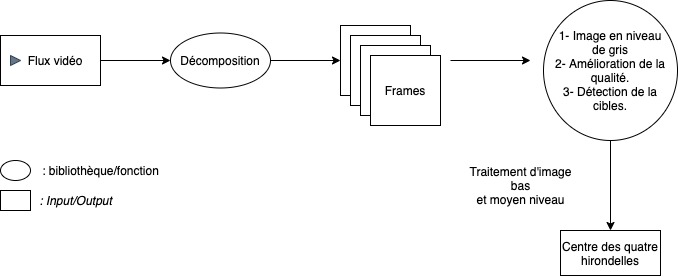 Flux vidéo
Décomposition
Frames
1- Image en niveau
de gris
2- Amélioration de la
qualité.
3- Détection de la
cibles.
: bibliothèque/fonction
: Input/Output
Traitement d'image
bas
et moyen niveau
Centre des quatre
hirondelles